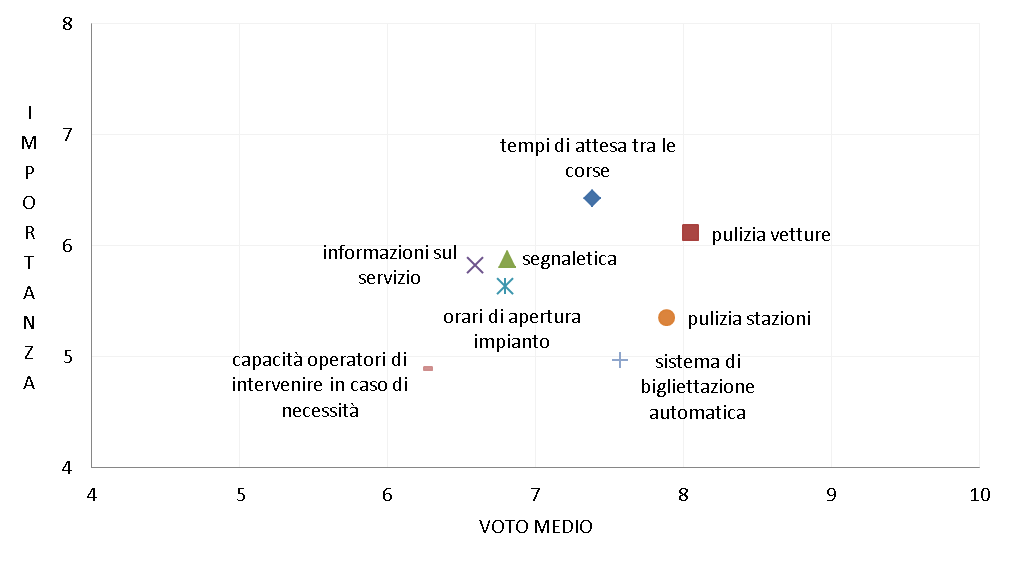 8
7
6
5
4
I
M
P
O
R
T
A
N
Z
A
tempi di attesa tra le
corse
pulizia vetture
informazioni sul
servizio
segnaletica
orari di apertura
impianto
pulizia stazioni
capacità operatori di
intervenire in caso di
necessità
sistema di
bigliettazione
automatica
4 5 6 7 8 9 10
VOTO MEDIO